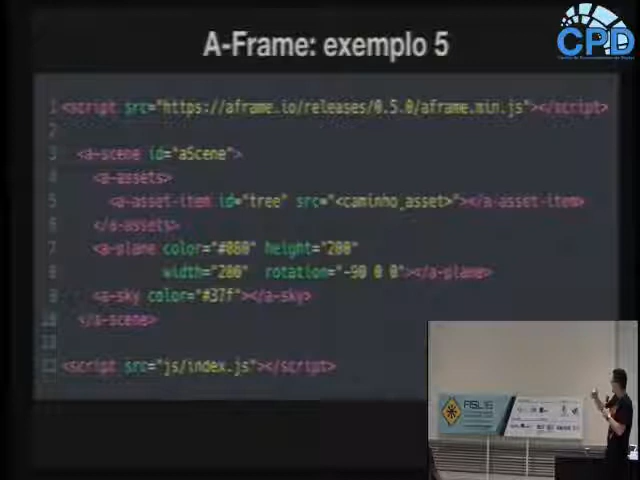 A-Frame: exemplo 5
CPD
1 <script src="https://aframe.io/releases/0.5.0/aframe.min.js"></script>
2
3 <a-scene id="aScene">
4 <a-assets>
5 <a-asset-item id="tree" src="<caminho_asset>"></a-asset-item>
6 </a-assets>
7 <a-plane color="#060" height="200"
8 width="200" rotation="-90 0 0"></a-plane>
9 <a-sky color="#37f"></a-sky>
10 </a-scene>
<script src="js/index.js"></script>